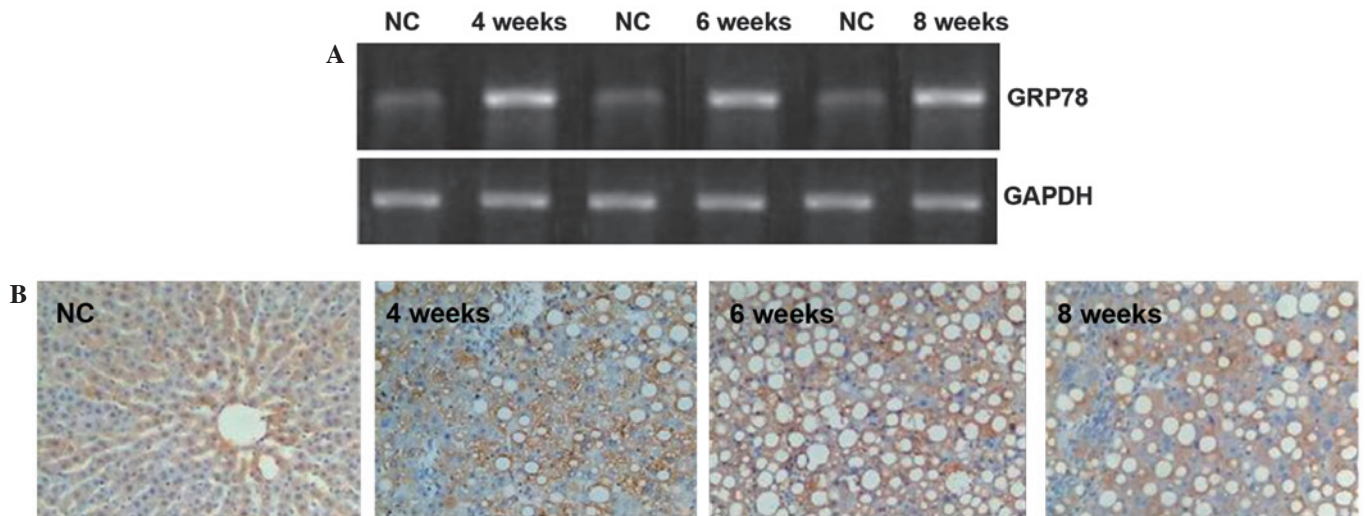 NC 4 weeks NC 6 weeks NC 8 weeks
A
GRP78
GAPDH
B
NC
4 weeks
6 weeks
8 weeks